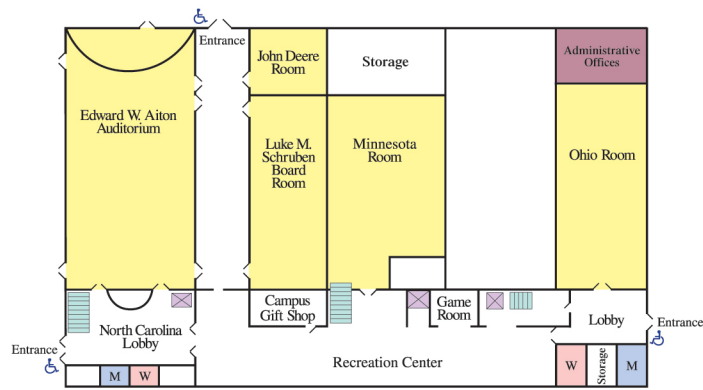 Entrance
John Deere
Room
Storage
Administrative
Offices
Edward W. Aiton
Auditorium
Luke M.
Schruben
Board
Room
Minnesota
Room
Ohio Room
Campus
Gift Shop
Game
Room
North Carolina
Lobby
Lobby
Entrance
Entrance
Recreation Center
M
W
W
Storage
M